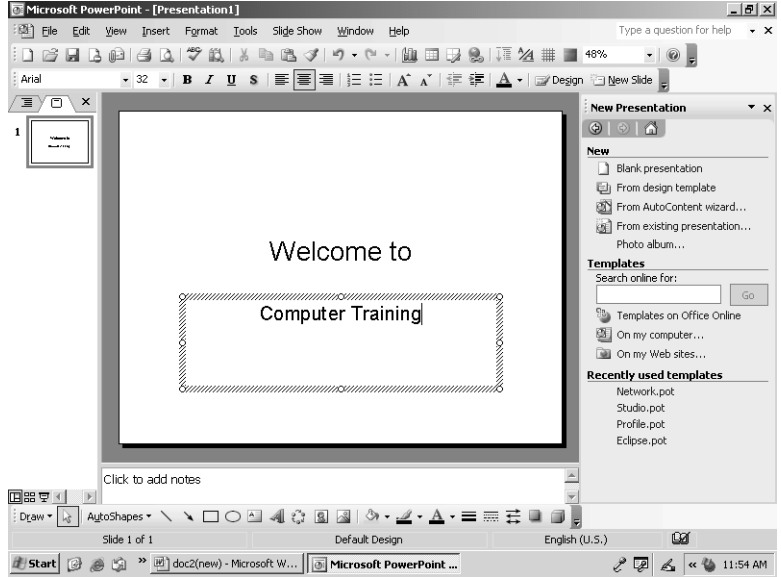 Microsoft PowerPoint - [Presentation1]
File Edit View Insert Format Tools Slide Show Window Help Type a question for help
48%
Arial 32 B I U S A A A Design New Slide
1
Welcome to
Computer Training
Click to add notes
New Presentation
New
Blank presentation
From design template
From AutoContent wizard...
From existing presentation...
Photo album...
Templates
Search online for:
Go
Templates on Office Online
On my computer...
On my Web sites...
Recently used templates
Network.pot
Studio.pot
Profile.pot
Eclipse.pot
Draw AutoShapes A
Slide 1 of 1 Default Design English (U.S.)
Start doc2(new) - Microsoft W... Microsoft PowerPoint ... 11:54 AM